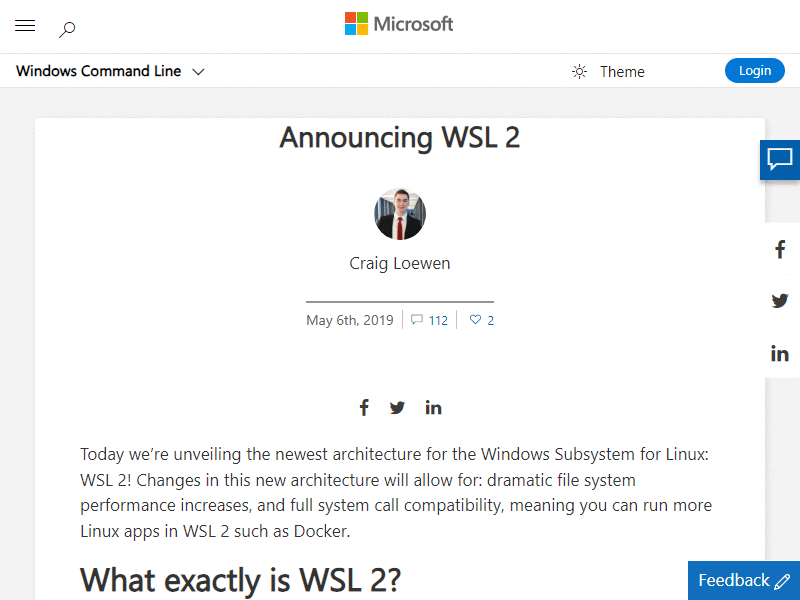 Microsoft
Windows Command Line
Theme
Login
Announcing WSL 2
Craig Loewen
May 6th, 2019
112
2
Today we're unveiling the newest architecture for the Windows Subsystem for Linux:
WSL 2! Changes in this new architecture will allow for: dramatic file system
performance increases, and full system call compatibility, meaning you can run more
Linux apps in WSL 2 such as Docker.
What exactly is WSL 2?
Feedback